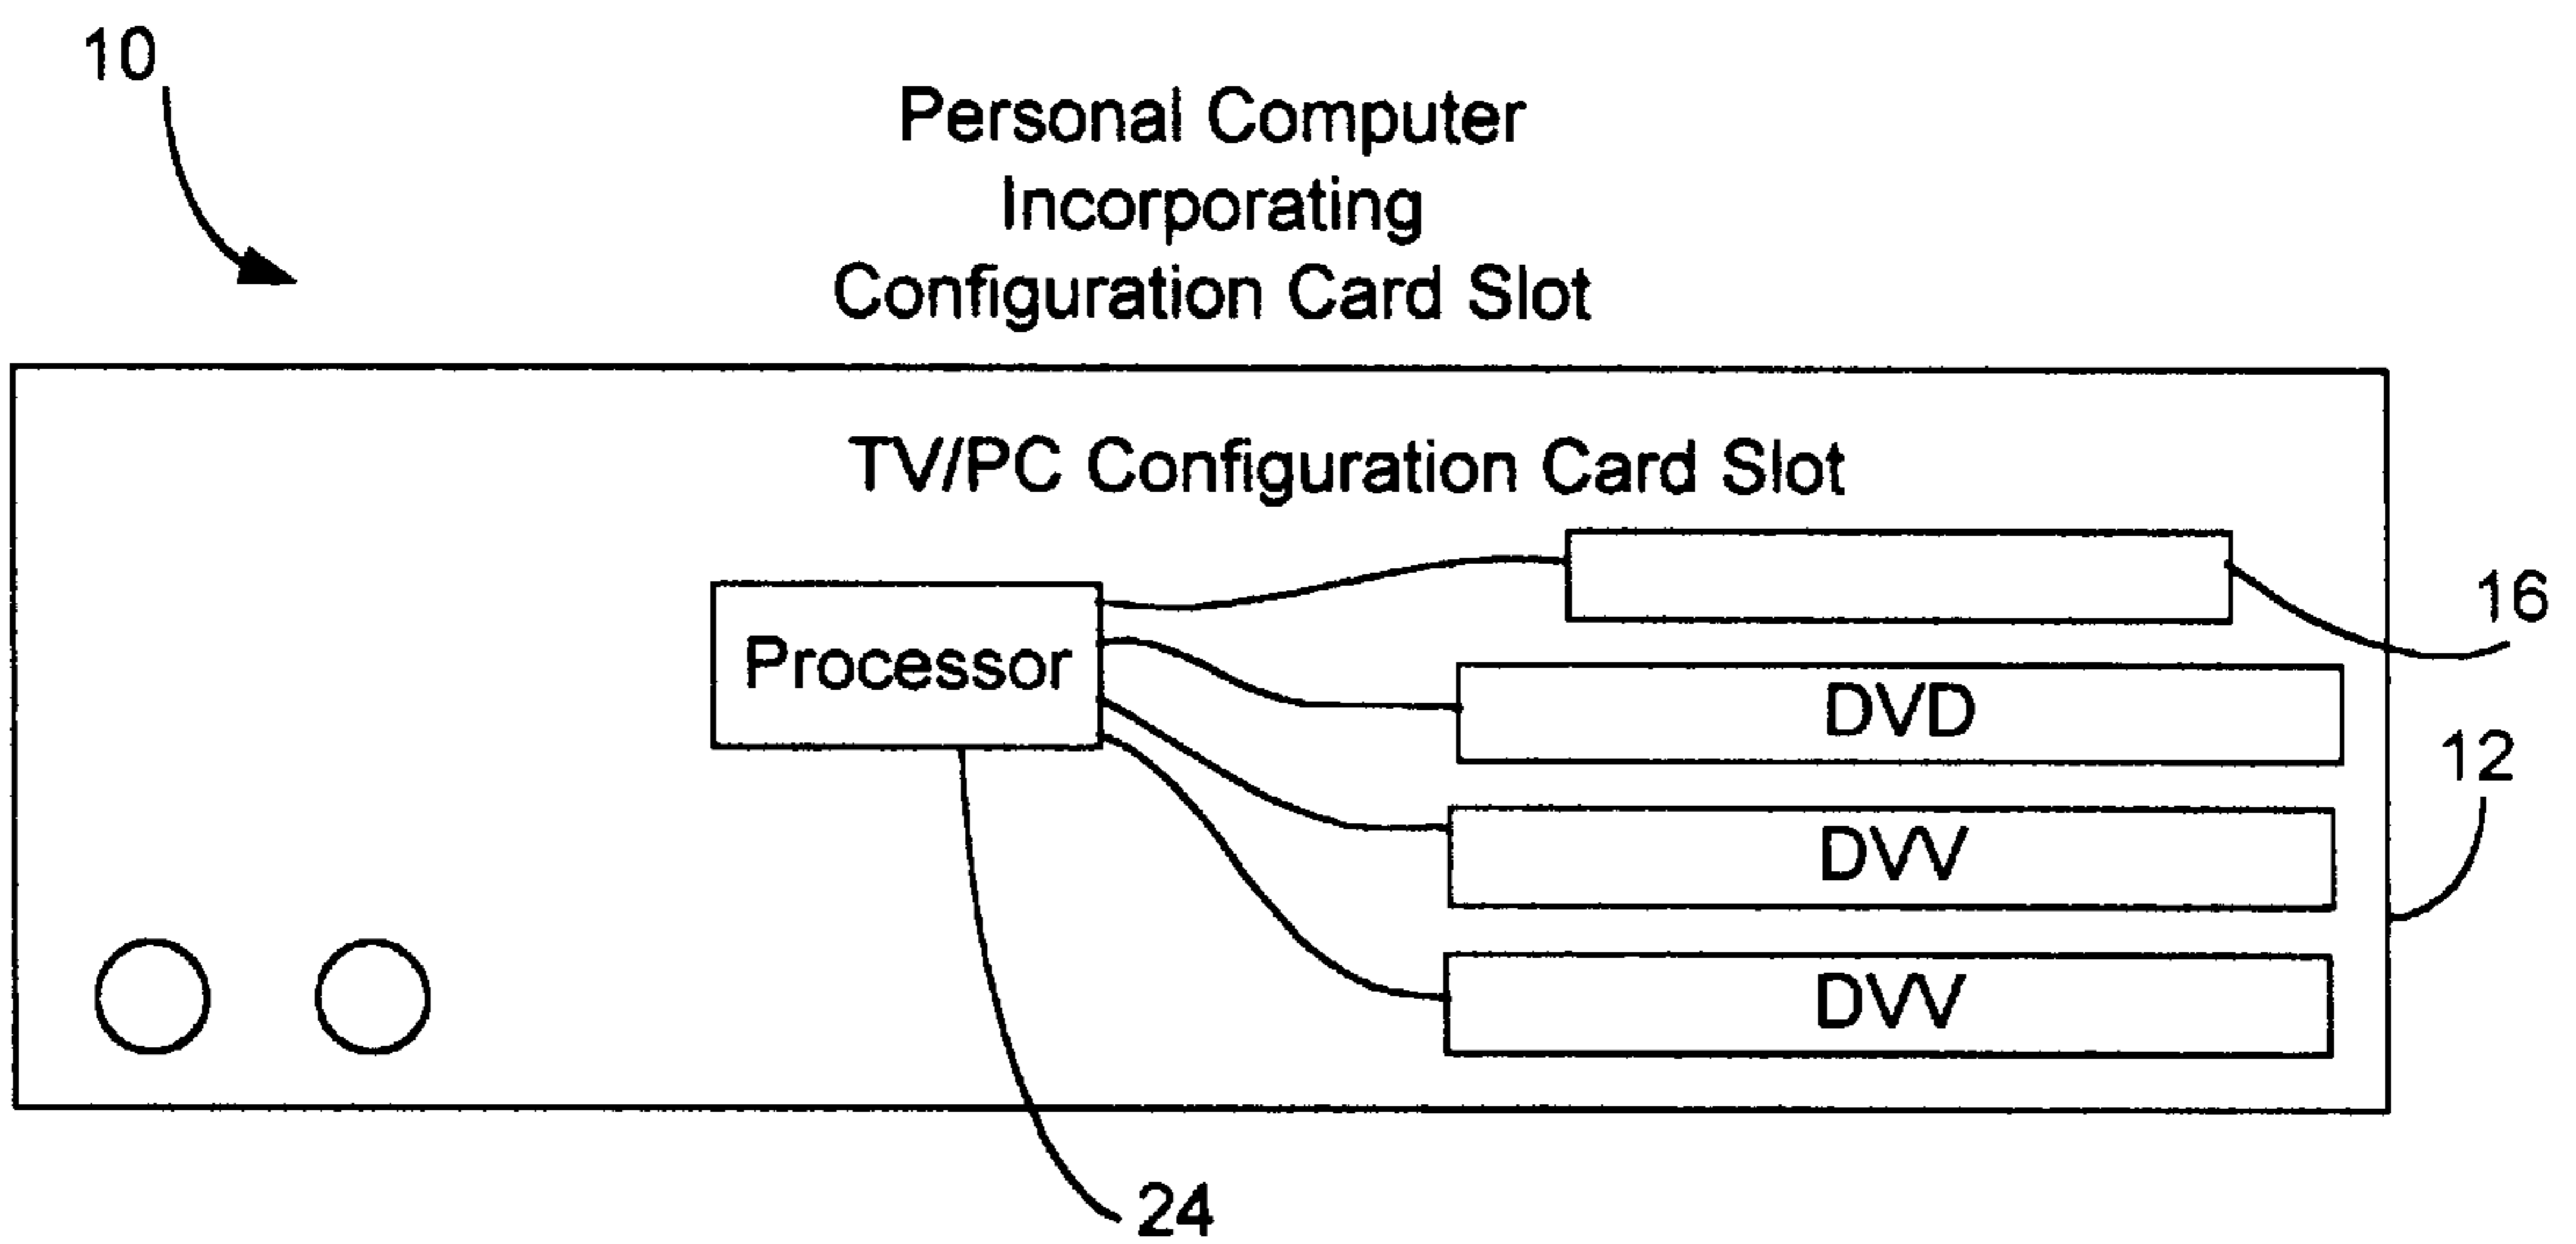 10
Personal Computer
Incorporating
Configuration Card Slot
TV/PC Configuration Card Slot
16
Processor
DVD
12
DVV
DVV
24